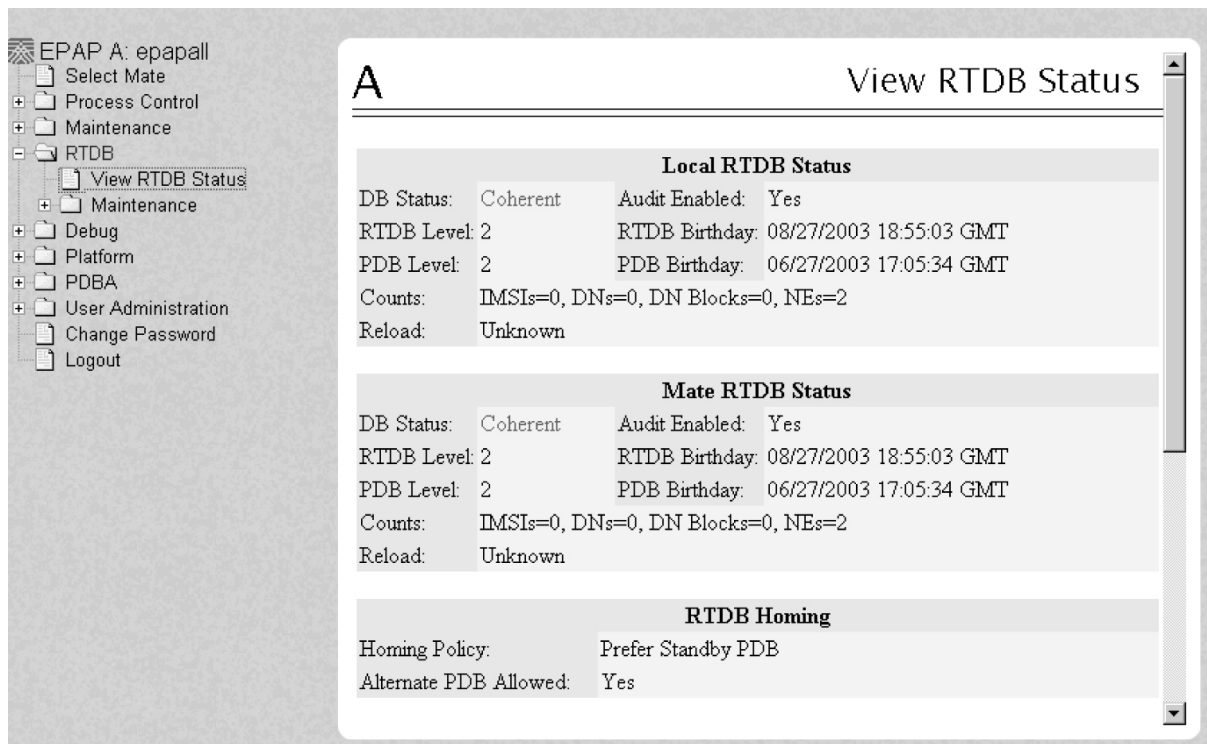 EPAP A: epapall
Select Mate
Process Control
Maintenance
RTDB
View RTDB Status
Maintenance
Debug
Platform
PDBA
User Administration
Change Password
Logout
A View RTDB Status
Local RTDB Status
DB Status: Coherent Audit Enabled: Yes
RTDB Level: 2 RTDB Birthday: 08/27/2003 18:55:03 GMT
PDB Level: 2 PDB Birthday: 06/27/2003 17:05:34 GMT
Counts: IMSIs=0, DNs=0, DN Blocks=0, NEs=2
Reload: Unknown
Mate RTDB Status
DB Status: Coherent Audit Enabled: Yes
RTDB Level: 2 RTDB Birthday: 08/27/2003 18:55:03 GMT
PDB Level: 2 PDB Birthday: 06/27/2003 17:05:34 GMT
Counts: IMSIs=0, DNs=0, DN Blocks=0, NEs=2
Reload: Unknown
RTDB Homing
Homing Policy: Prefer Standby PDB
Alternate PDB Allowed: Yes